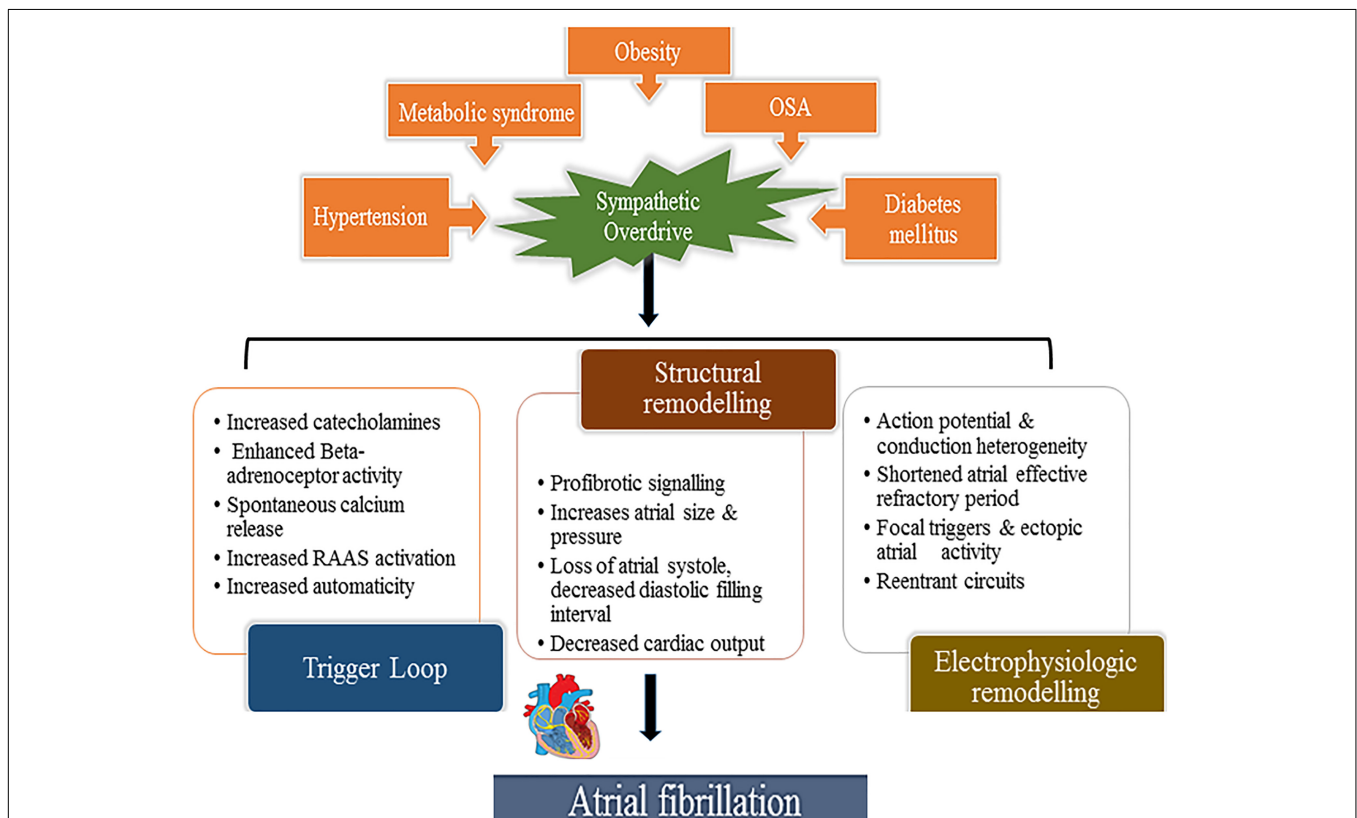 Obesity
Metabolic syndrome
OSA
Hypertension
Sympathetic
Overdrive
Diabetes
mellitus
Structural
remodelling
• Increased catecholamines
• Enhanced Beta-
adrenoceptor activity
• Spontaneous calcium
release
• Increased RAAS activation
• Increased automaticity
Trigger Loop
• Profibrotic signalling
• Increases atrial size &
pressure
• Loss of atrial systole,
decreased diastolic filling
interval
• Decreased cardiac output
• Action potential &
conduction heterogeneity
• Shortened atrial effective
refractory period
• Focal triggers & ectopic
atrial activity
• Reentrant circuits
Electrophysiologic
remodelling
Atrial fibrillation